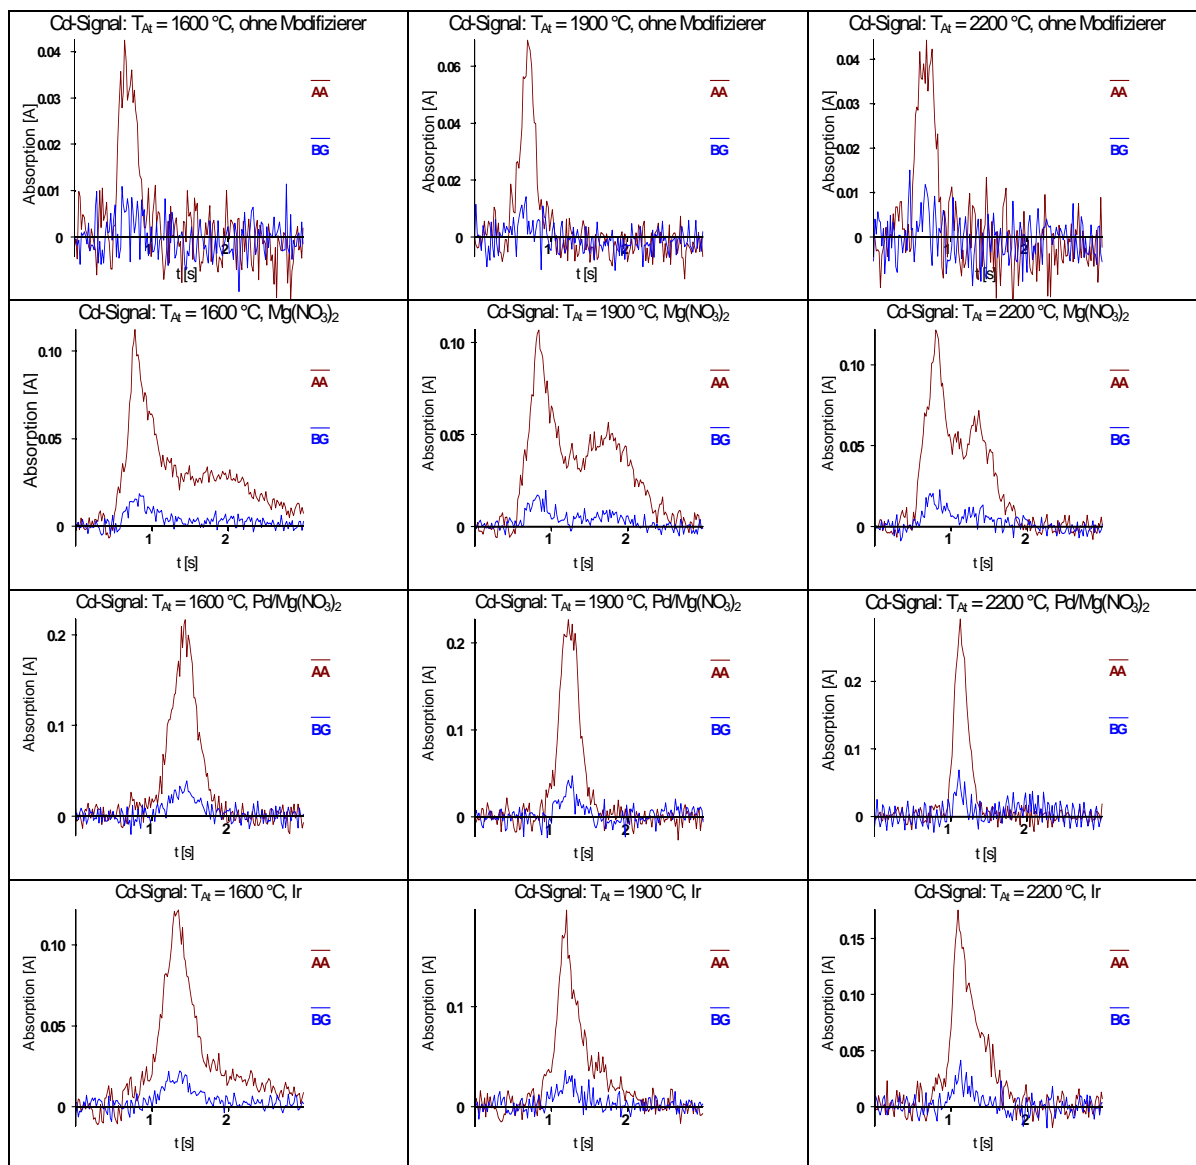 Cd-Signal: TAt = 1600 °C, ohne Modifizierer
Absorption [A]
0.04
0.03
0.02
0.01
0
1
2
t [s]
AA
BG
Cd-Signal: TAt = 1900 °C, ohne Modifizierer
Absorption [A]
0.06
0.04
0.02
0
1
2
t [s]
AA
BG
Cd-Signal: TAt = 2200 °C, ohne Modifizierer
Absorption [A]
0.04
0.03
0.02
0.01
0
1
2
t [s]
AA
BG
Cd-Signal: TAt = 1600 °C, Mg(NO3)2
Absorption [A]
0.10
0.05
0
1
2
t [s]
AA
BG
Cd-Signal: TAt = 1900 °C, Mg(NO3)2
Absorption [A]
0.10
0.05
0
1
2
t [s]
AA
BG
Cd-Signal: TAt = 2200 °C, Mg(NO3)2
Absorption [A]
0.10
0.05
0
1
2
t [s]
AA
BG
Cd-Signal: TAt = 1600 °C, Pd/Mg(NO3)2
Absorption [A]
0.2
0.1
0
1
2
t [s]
AA
BG
Cd-Signal: TAt = 1900 °C, Pd/Mg(NO3)2
Absorption [A]
0.2
0.1
0
1
2
t [s]
AA
BG
Cd-Signal: TAt = 2200 °C, Pd/Mg(NO3)2
Absorption [A]
0.2
0.1
0
1
2
t [s]
AA
BG
Cd-Signal: TAt = 1600 °C, Ir
Absorption [A]
0.10
0.05
0
1
2
t [s]
AA
BG
Cd-Signal: TAt = 1900 °C, Ir
Absorption [A]
0.1
0
1
2
t [s]
AA
BG
Cd-Signal: TAt = 2200 °C, Ir
Absorption [A]
0.15
0.10
0.05
0
1
2
t [s]
AA
BG